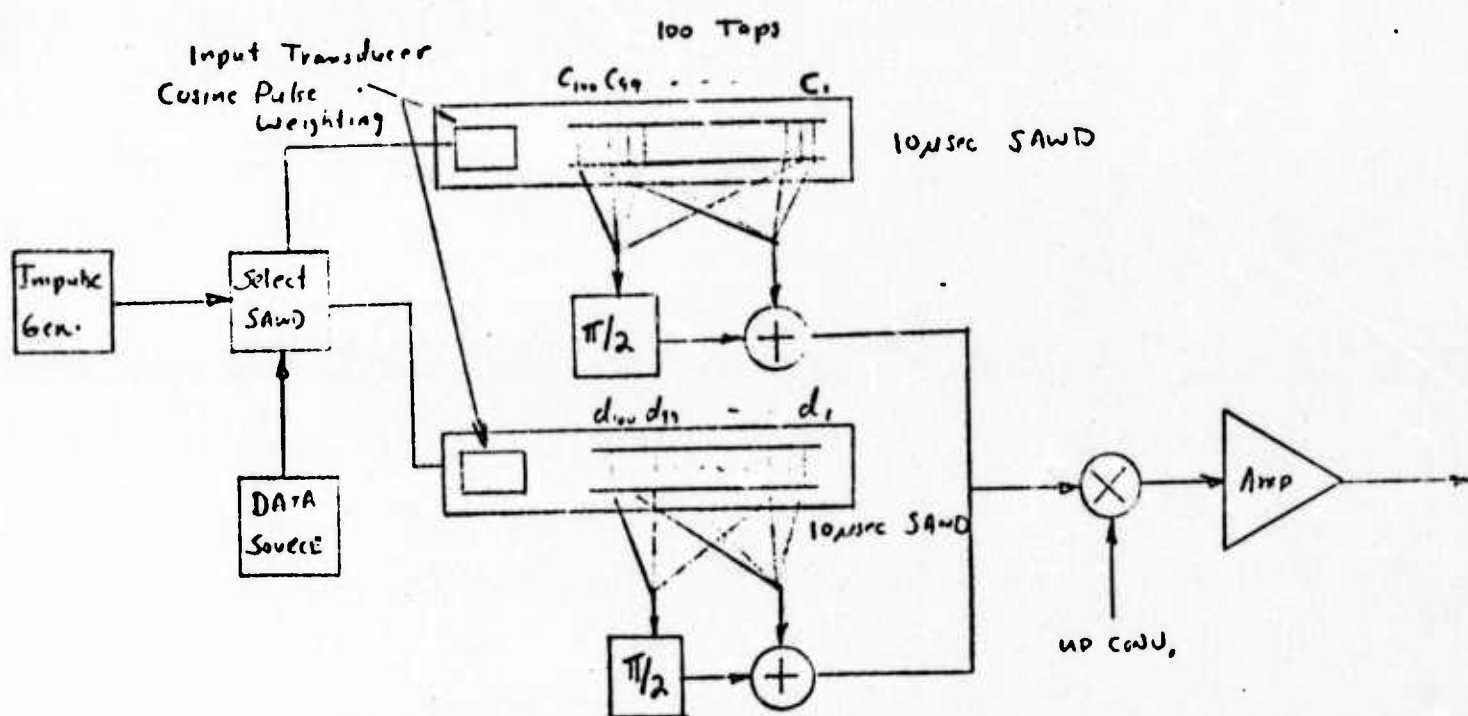 100 Taps
Input Transducer
Cosine Pulse
Weighting
C₁₀₀ C₉₉ - - - C₁
10μsec SAWD
Impulse
Gen.
Select
SAWD
π/2
+
d₁₀₀ d₉₉ - - d₁
DATA
Source
10μsec SAWD
×
Amp
π/2
+
UP CONV.